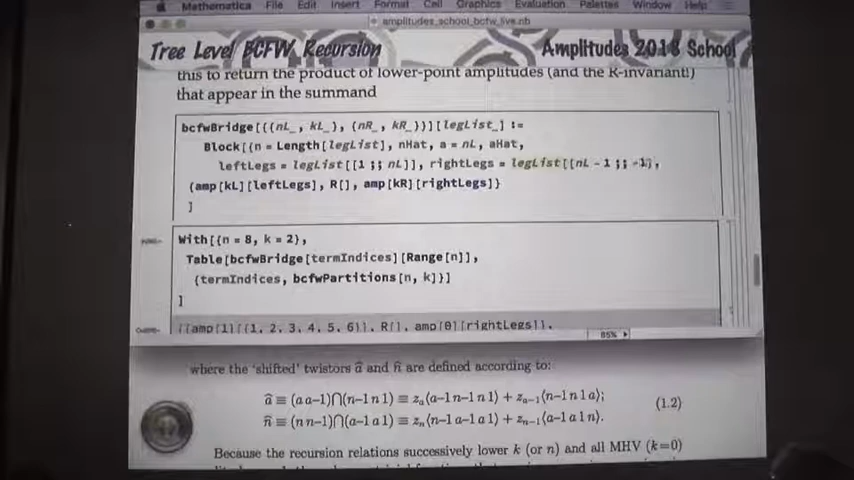 Mathematica File Edit Insert Format Cell Graphics Evaluation Palettes Window Help
amplitudes_school_bcfw_live.nb
Tree Level BCFW Recursion Amplitudes 2018 School
this to return the product of lower-point amplitudes (and the R-invariant!)
that appear in the summand
bcfwBridge[{{nL_, kL_}, {nR_, kR_}}][legList_] :=
Block[{n = Length[legList], nHat, a = nL, aHat,
leftLegs = legList[[1 ;; nL]], rightLegs = legList[[nL - 1 ;; -1]],
{amp[kL][leftLegs], R[], amp[kR][rightLegs]}
]
With[{n = 8, k = 2},
Table[bcfwBridge[termIndices][Range[n]],
{termIndices, bcfwPartitions[n, k]}]
]
{{amp[1][{1, 2, 3, 4, 5, 6}], R[], amp[0][rightLegs]},
85%
where the 'shifted' twistors â and n̂ are defined according to:
â ≡ (a a−1)⋂(n−1 n 1) ≡ z_a⟨a−1 n−1 n 1⟩ + z_{a−1}⟨n−1 n 1 a⟩;
(1.2)
n̂ ≡ (n n−1)⋂(a−1 a 1) ≡ z_n⟨n−1 a−1 a 1⟩ + z_{n−1}⟨a−1 a 1 n⟩.
Because the recursion relations successively lower k (or n) and all MHV (k=0)